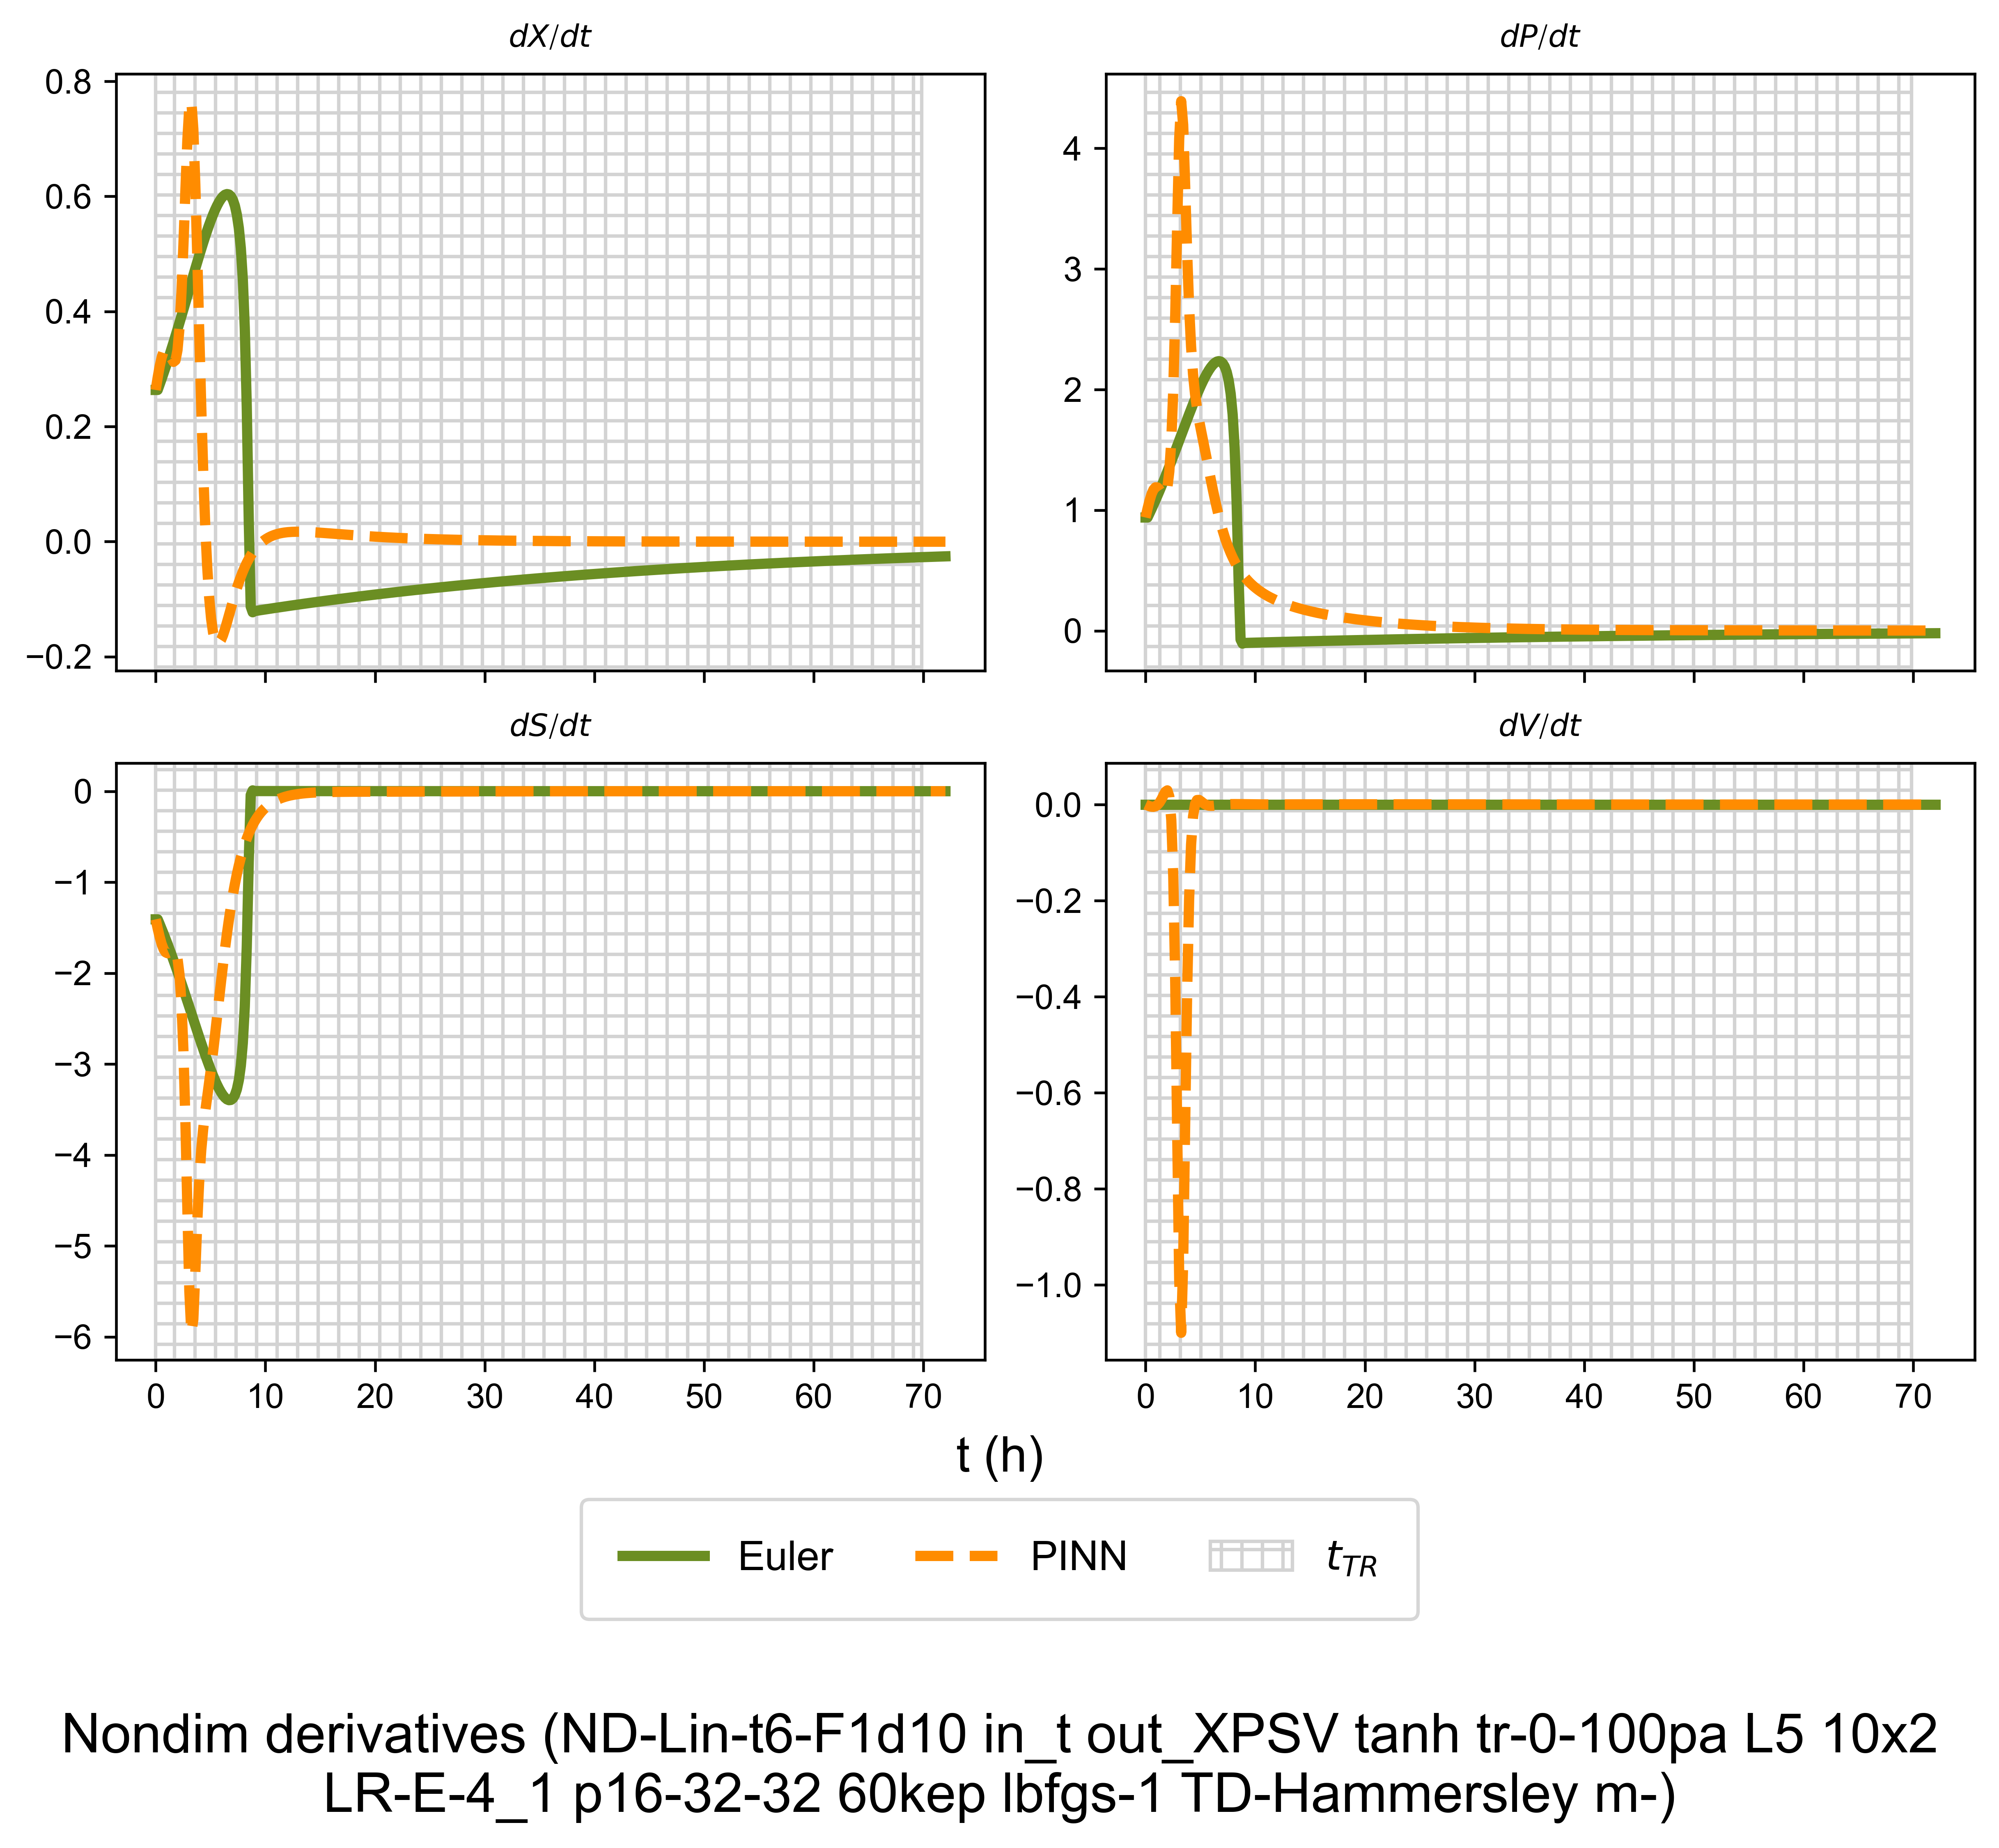 dX/dt
dP/dt
0.8
0.6
0.4
0.2
0.0
−0.2
4
3
2
1
0
dS/dt
dV/dt
0
−1
−2
−3
−4
−5
−6
0.0
−0.2
−0.4
−0.6
−0.8
−1.0
0 10 20 30 40 50 60 70
0 10 20 30 40 50 60 70
t (h)
Euler PINN t_TR
Nondim derivatives (ND-Lin-t6-F1d10 in_t out_XPSV tanh tr-0-100pa L5 10x2
LR-E-4_1 p16-32-32 60kep lbfgs-1 TD-Hammersley m-)